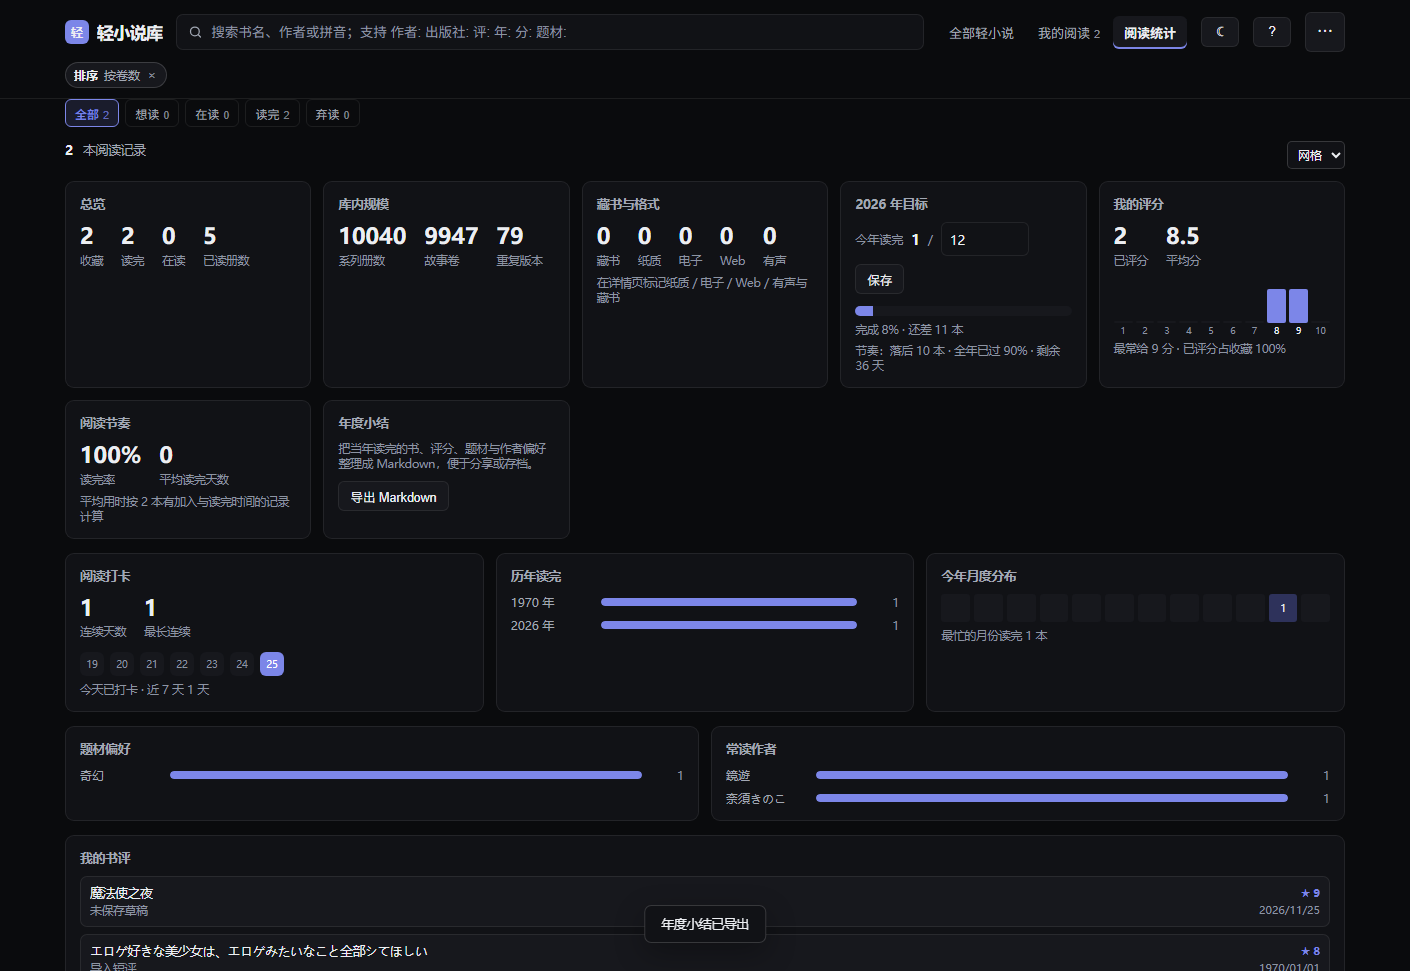 轻 轻小说库
搜索书名、作者或拼音；支持 作者: 出版社: 评: 年: 分: 题材:
全部轻小说 我的阅读 2 阅读统计 ☾ ? ···
排序 按卷数 ×
全部 2 想读 0 在读 0 读完 2 弃读 0
2 本阅读记录
网格
总览
2 2 0 5
收藏 读完 在读 已读册数
库内规模
10040 9947 79
系列册数 故事卷 重复版本
藏书与格式
0 0 0 0 0
藏书 纸质 电子 Web 有声
在详情页标记纸质 / 电子 / Web / 有声与
藏书
2026 年目标
今年读完 1 / 12
保存
完成 8% · 还差 11 本
节奏：落后 10 本 · 全年已过 90% · 剩余
36 天
我的评分
2 8.5
已评分 平均分
1 2 3 4 5 6 7 8 9 10
最常给 9 分 · 已评分占收藏 100%
阅读节奏
100% 0
读完率 平均读完天数
平均用时按 2 本有加入与读完时间的记录
计算
年度小结
把当年读完的书、评分、题材与作者偏好
整理成 Markdown，便于分享或存档。
导出 Markdown
阅读打卡
1 1
连续天数 最长连续
19 20 21 22 23 24 25
今天已打卡 · 近 7 天 1 天
历年读完
1970 年 1
2026 年 1
今年月度分布
1
最忙的月份读完 1 本
题材偏好
奇幻 1
常读作者
鏡遊 1
奈須きのこ 1
我的书评
魔法使之夜 ★ 9
未保存草稿 2026/11/25
年度小结已导出
エロゲ好きな美少女は、エロゲみたいなこと全部シてほしい ★ 8
导入短评 1970/01/01